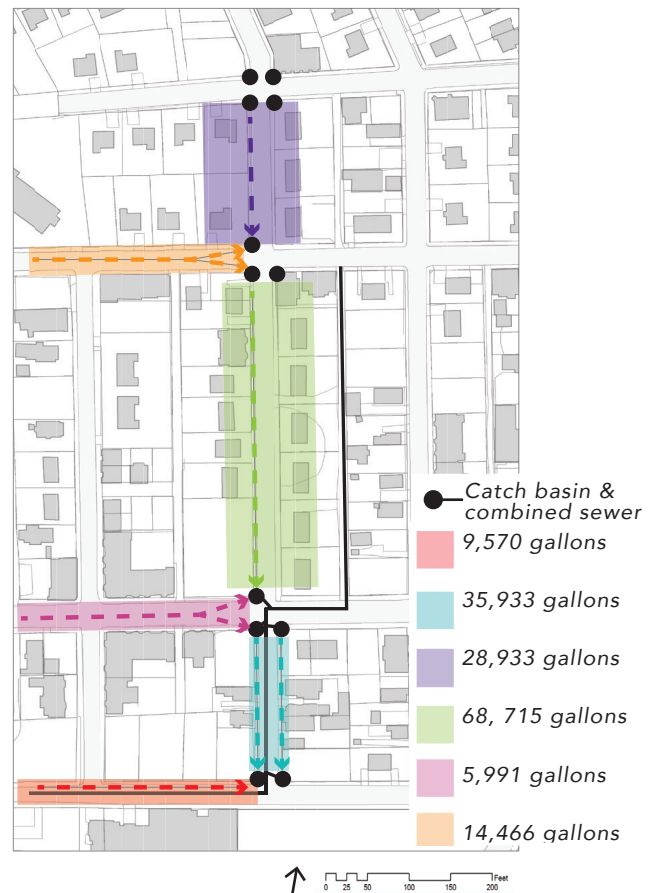 Catch basin &
combined sewer
9,570 gallons
35,933 gallons
28,933 gallons
68, 715 gallons
5,991 gallons
14,466 gallons
Feet
0 25 50 100 150 200